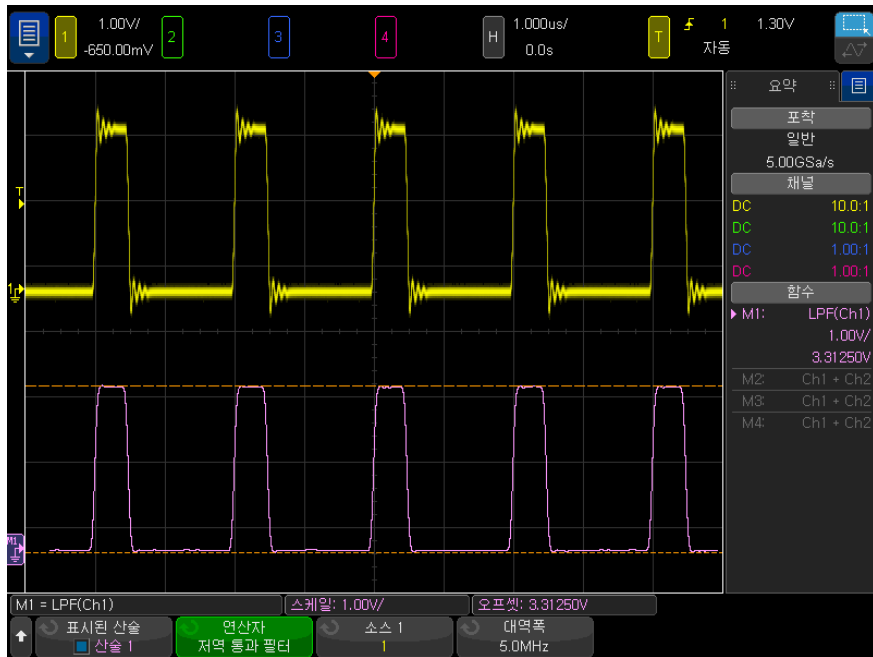 1 1.00V/ 2 3 4 H 1.000us/ T 1 1.30V
-650.00mV 0.0s 자동
요약
포착
일반
5.00GSa/s
채널
DC 10.0:1
DC 10.0:1
DC 1.00:1
DC 1.00:1
함수
M1: LPF(Ch1)
1.00V/
3.31250V
M2: Ch1 + Ch2
M3: Ch1 + Ch2
M4: Ch1 + Ch2
T
1
M1
M1 = LPF(Ch1) 스케일: 1.00V/ 오프셋: 3.31250V
표시된 산술 연산자 소스 1 대역폭
산술 1 저역 통과 필터 1 5.0MHz